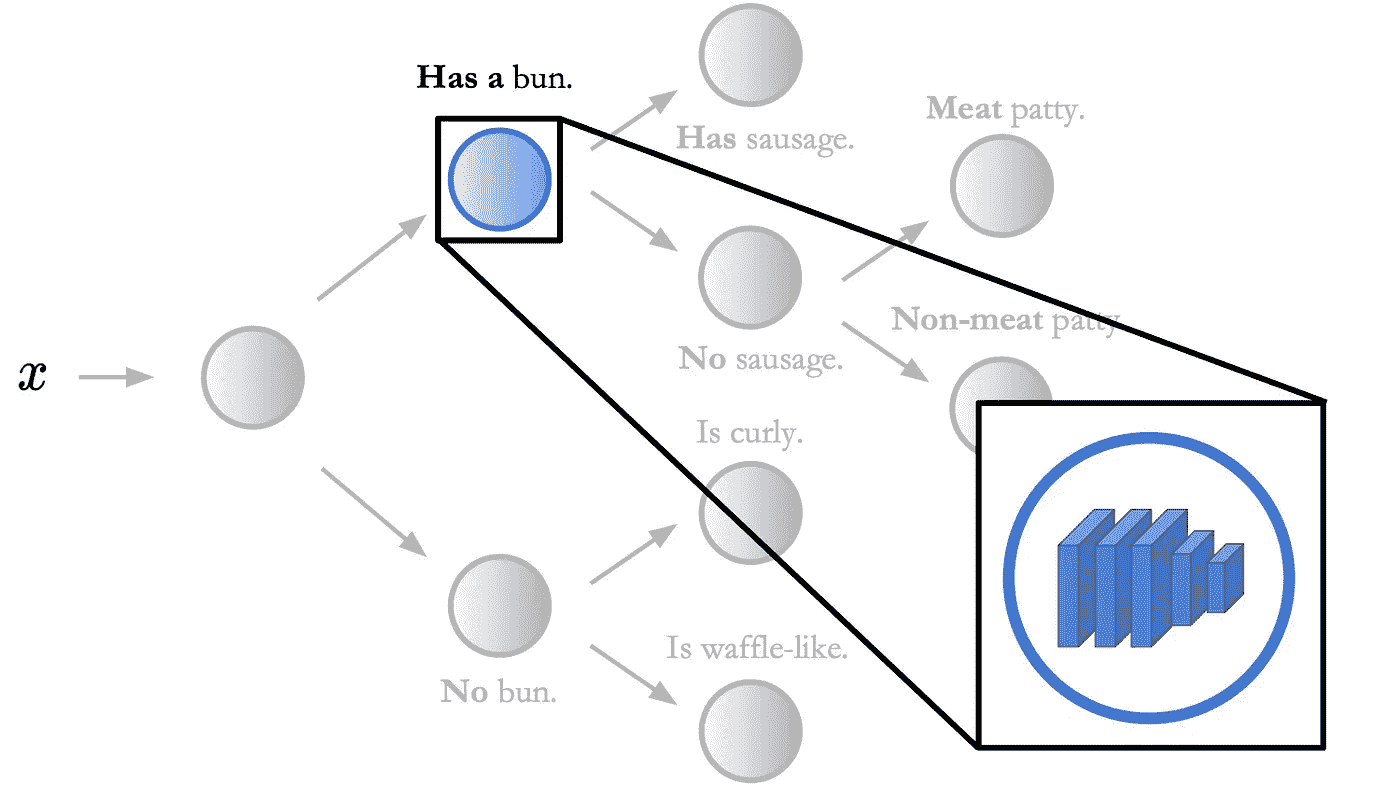 Has a bun.
Has sausage.
Meat patty.
Non-meat patty
No sausage.
x
Is curly.
Is waffle-like.
No bun.